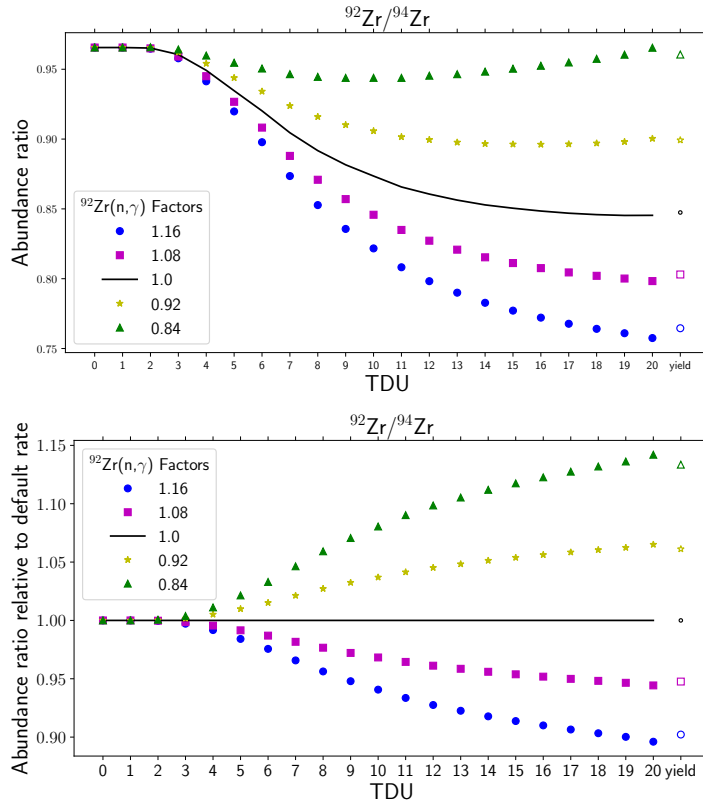 ⁹²Zr/⁹⁴Zr
Abundance ratio
0.95
0.90
0.85
0.80
0.75
⁹²Zr(n,γ) Factors
1.16
1.08
1.0
0.92
0.84
0 1 2 3 4 5 6 7 8 9 10 11 12 13 14 15 16 17 18 19 20 yield
TDU
⁹²Zr/⁹⁴Zr
Abundance ratio relative to default rate
1.15
1.10
1.05
1.00
0.95
0.90
⁹²Zr(n,γ) Factors
1.16
1.08
1.0
0.92
0.84
0 1 2 3 4 5 6 7 8 9 10 11 12 13 14 15 16 17 18 19 20 yield
TDU